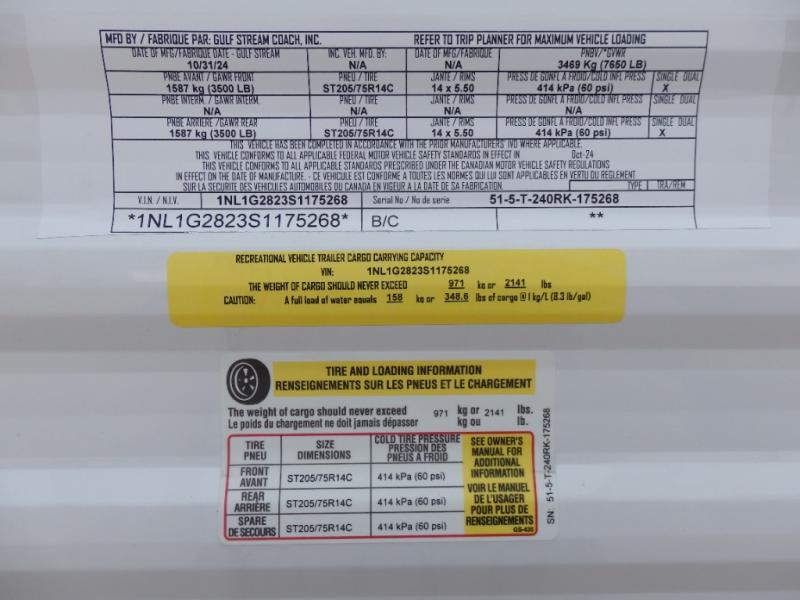 MFD BY / FABRIQUE PAR: GULF STREAM COACH, INC. REFER TO TRIP PLANNER FOR MAXIMUM VEHICLE LOADING
DATE OF MFG/FABRIQUE DATE - GULF STREAM INC. VEH. MFD. BY: DATE OF MFG/FABRIQUE PNBV/*GVWR
10/31/24 N/A N/A 3469 Kg (7650 LB)
PNBE AVANT / GAWR FRONT PNEU / TIRE JANTE / RIMS PRESS DE GONFL A FROID/COLD INFL PRESS SINGLE DUAL
1587 kg (3500 LB) ST205/75R14C 14 x 5.50 414 kPa (60 psi) X
PNBE INTERM. / GAWR INTERM. PNEU / TIRE JANTE / RIMS PRESS DE GONFL A FROID/COLD INFL PRESS SINGLE DUAL
N/A N/A N/A N/A
PNBE ARRIERE /GAWR REAR PNEU / TIRE JANTE / RIMS PRESS DE GONFL A FROID/COLD INFL PRESS SINGLE DUAL
1587 kg (3500 LB) ST205/75R14C 14 x 5.50 414 kPa (60 psi) X
THIS VEHICLE HAS BEEN COMPLETED IN ACCORDANCE WITH THE PRIOR MANUFACTURERS' IVD WHERE APPLICABLE.
THIS VEHICLE CONFORMS TO ALL APPLICABLE FEDERAL MOTOR VEHICLE SAFETY STANDARDS IN EFFECT IN Oct-24
THIS VEHICLE CONFORMS TO ALL APPLICABLE STANDARDS PRESCRIBED UNDER THE CANADIAN MOTOR VEHICLE SAFETY REGULATIONS
IN EFFECT ON THE DATE OF MANUFACTURE. - CE VEHICULE EST CONFORME A TOUTES LES NORMES QUI LUI SONT APPLICABLES EN VERTU DU REGLEMENT
SUR LA SECURITE DES VEHICULES AUTOMOBILES DU CANADA EN VIGEUR A LA DATE DE SA FABRICATION. TYPE TRA/REM
V.I.N. / N.I.V. 1NL1G2823S1175268 Serial No / No de serie 51-5-T-240RK-175268
*1NL1G2823S1175268* B/C **
RECREATIONAL VEHICLE TRAILER CARGO CARRYING CAPACITY
VIN: 1NL1G2823S1175268
THE WEIGHT OF CARGO SHOULD NEVER EXCEED 971 kg or 2141 lbs
CAUTION: A full load of water equals 158 kg or 348.6 lbs of cargo @ 1 kg/L (8.3 lb/gal)
TIRE AND LOADING INFORMATION
RENSEIGNEMENTS SUR LES PNEUS ET LE CHARGEMENT
The weight of cargo should never exceed 971 kg or 2141 lbs.
Le poids du chargement ne doit jamais dépasser kg ou lb.
TIRE PNEU
SIZE DIMENSIONS
COLD TIRE PRESSURE
PRESSION DES
PNEUS A FROID
FRONT AVANT ST205/75R14C 414 kPa (60 psi)
REAR ARRIÈRE ST205/75R14C 414 kPa (60 psi)
SPARE DE SECOURS ST205/75R14C 414 kPa (60 psi)
SEE OWNER'S
MANUAL FOR
ADDITIONAL
INFORMATION
VOIR LE MANUEL
DE L'USAGER
POUR PLUS DE
RENSEIGNEMENTS
GS-435
SN: 51-5-T-240RK-175268